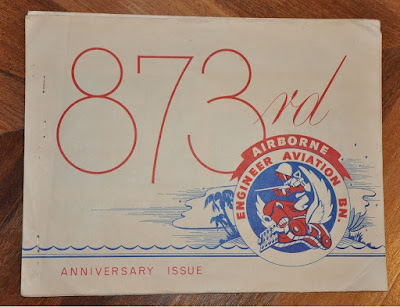 873rd
AIRBORNE
ENGINEER AVIATION BN.
ANNIVERSARY ISSUE